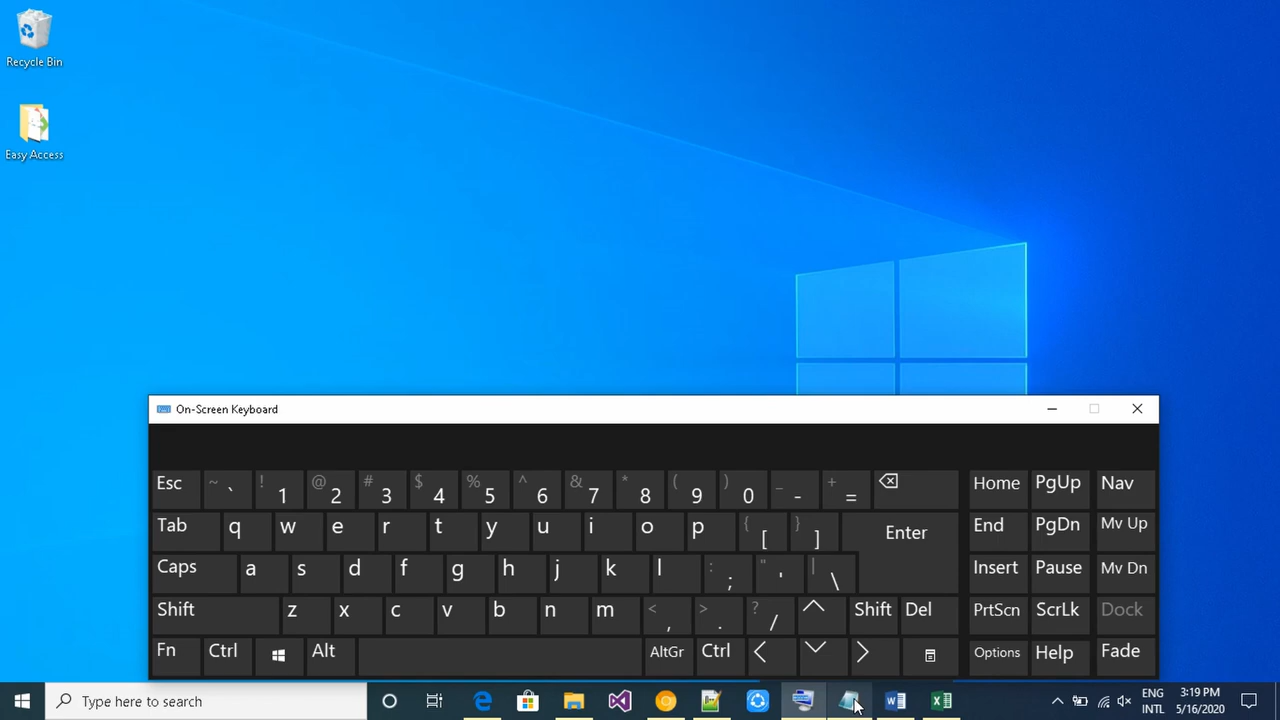 Recycle Bin
Easy Access
On-Screen Keyboard
Esc ~ ` ! 1 @ 2 # 3 $ 4 % 5 ^ 6 & 7 * 8 ( 9 ) 0 _ - + = Home PgUp Nav
Tab q w e r t y u i o p { [ } ] Enter End PgDn Mv Up
Caps a s d f g h j k l : ; " ' | \ Insert Pause Mv Dn
Shift z x c v b n m < , > . ? / Shift Del PrtScn ScrLk Dock
Fn Ctrl Alt AltGr Ctrl Options Help Fade
Type here to search
ENG
INTL
3:19 PM
5/16/2020